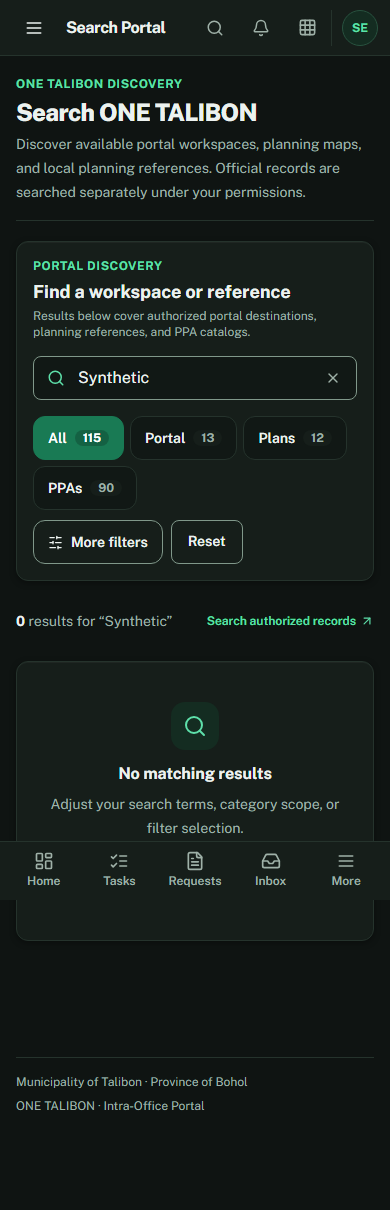 Search Portal
SE
ONE TALIBON DISCOVERY
Search ONE TALIBON
Discover available portal workspaces, planning maps,
and local planning references. Official records are
searched separately under your permissions.
PORTAL DISCOVERY
Find a workspace or reference
Results below cover authorized portal destinations,
planning references, and PPA catalogs.
Synthetic
All 115
Portal 13
Plans 12
PPAs 90
More filters
Reset
0 results for “Synthetic”
Search authorized records
No matching results
Adjust your search terms, category scope, or
filter selection.
Home
Tasks
Requests
Inbox
More
Municipality of Talibon · Province of Bohol
ONE TALIBON · Intra-Office Portal